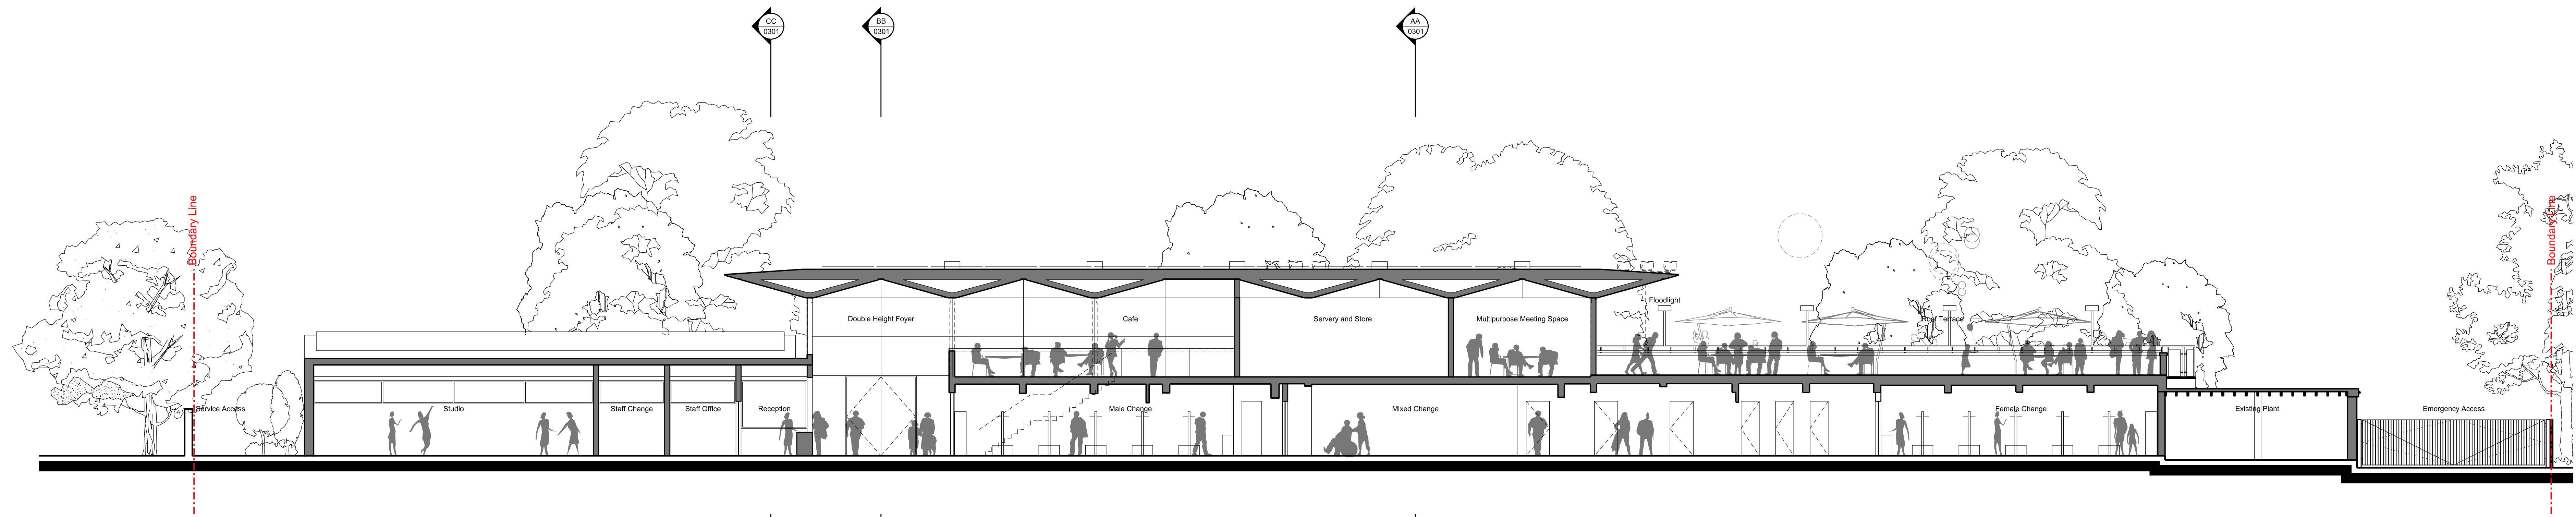 CC
0301
BB
0301
AA
0301
Boundary Line
Boundary Line
Floodlight
Double Height Foyer
Cafe
Servery and Store
Multipurpose Meeting Space
Roof Terrace
Service Access
Studio
Staff Change
Staff Office
Reception
Male Change
Mixed Change
Female Change
Existing Plant
Emergency Access